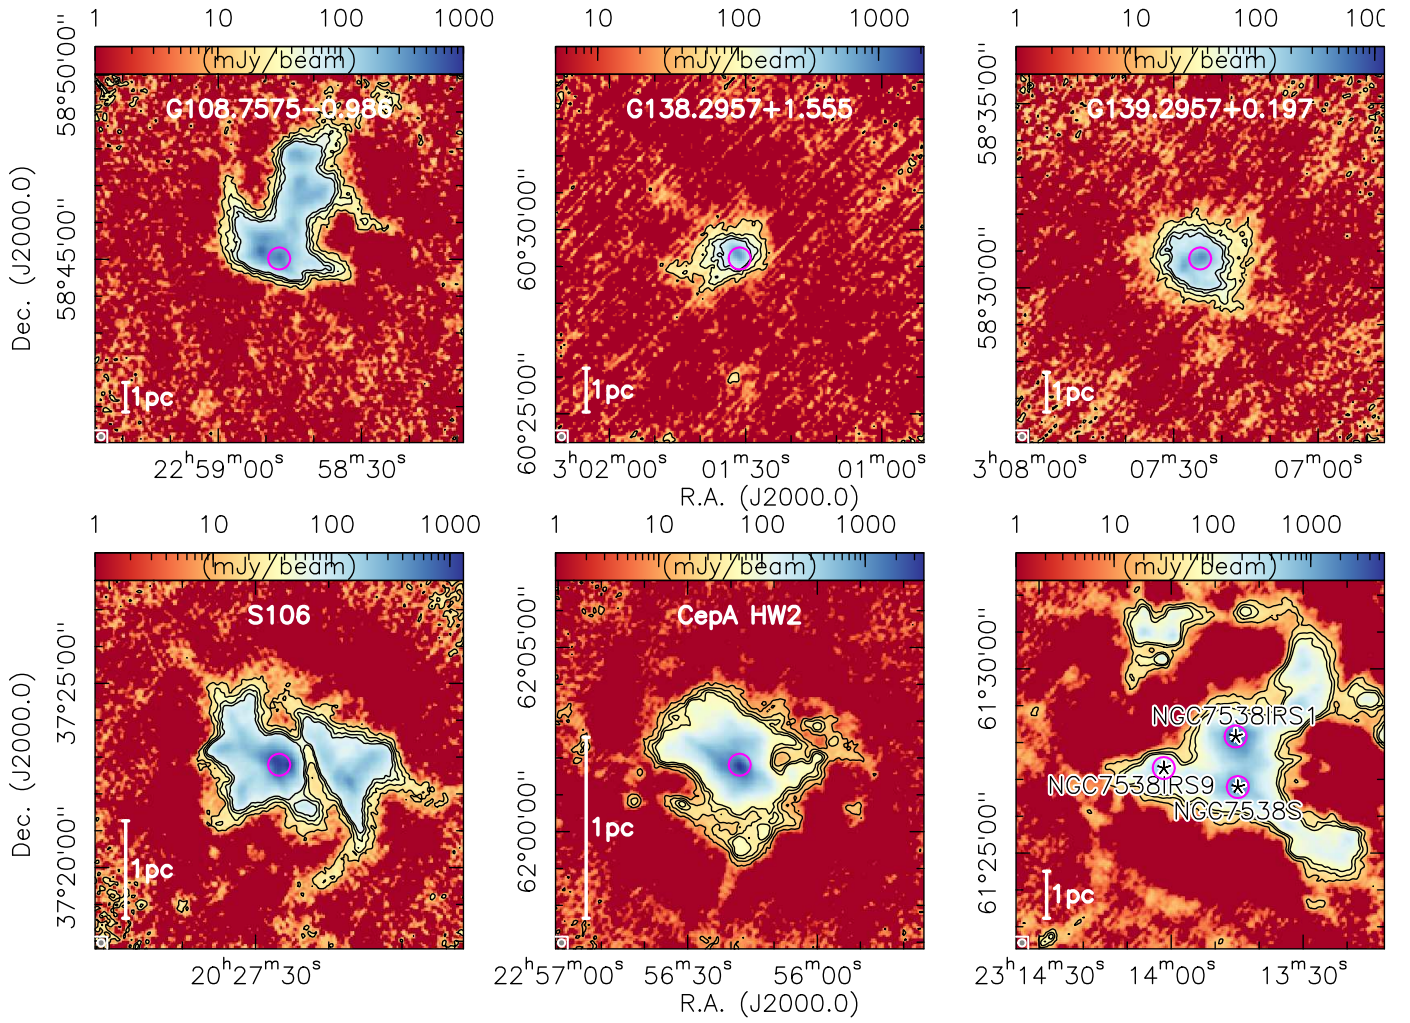 1 10 100 1000
10 100 1000
1 10 100
(mJy/beam) (mJy/beam) (mJy/beam)
G108.7575−0.986 G138.2957+1.555 G139.2957+0.197
Dec. (J2000.0)
58°50'00"
58°45'00"
60°30'00"
60°25'00"
58°35'00"
58°30'00"
1pc 1pc 1pc
22ʰ59ᵐ00ˢ 58ᵐ30ˢ
3ʰ02ᵐ00ˢ 01ᵐ30ˢ 01ᵐ00ˢ
3ʰ08ᵐ00ˢ 07ᵐ30ˢ 07ᵐ00ˢ
R.A. (J2000.0)
1 10 100 1000
1 10 100 1000
1 10 100 1000
(mJy/beam) (mJy/beam) (mJy/beam)
S106 CepA HW2
Dec. (J2000.0)
37°25'00"
37°20'00"
62°05'00"
62°00'00"
61°30'00"
61°25'00"
NGC7538IRS1
NGC7538IRS9
NGC7538S
1pc 1pc 1pc
20ʰ27ᵐ30ˢ
22ʰ57ᵐ00ˢ 56ᵐ30ˢ 56ᵐ00ˢ
23ʰ14ᵐ30ˢ 14ᵐ00ˢ 13ᵐ30ˢ
R.A. (J2000.0)